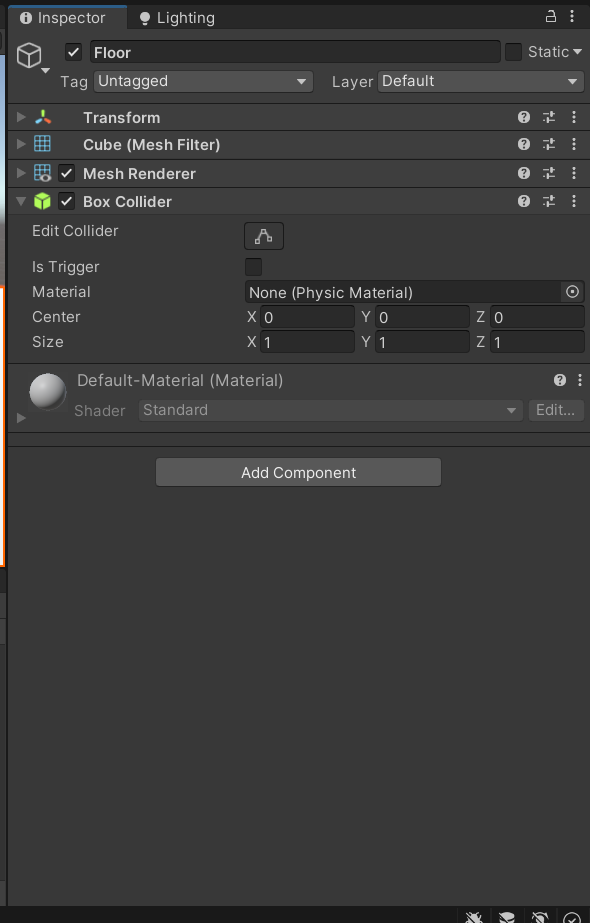 Inspector Lighting
Floor Static
Tag Untagged Layer Default
Transform
Cube (Mesh Filter)
Mesh Renderer
Box Collider
Edit Collider
Is Trigger
Material None (Physic Material)
Center X 0 Y 0 Z 0
Size X 1 Y 1 Z 1
Default-Material (Material)
Shader Standard Edit...
Add Component